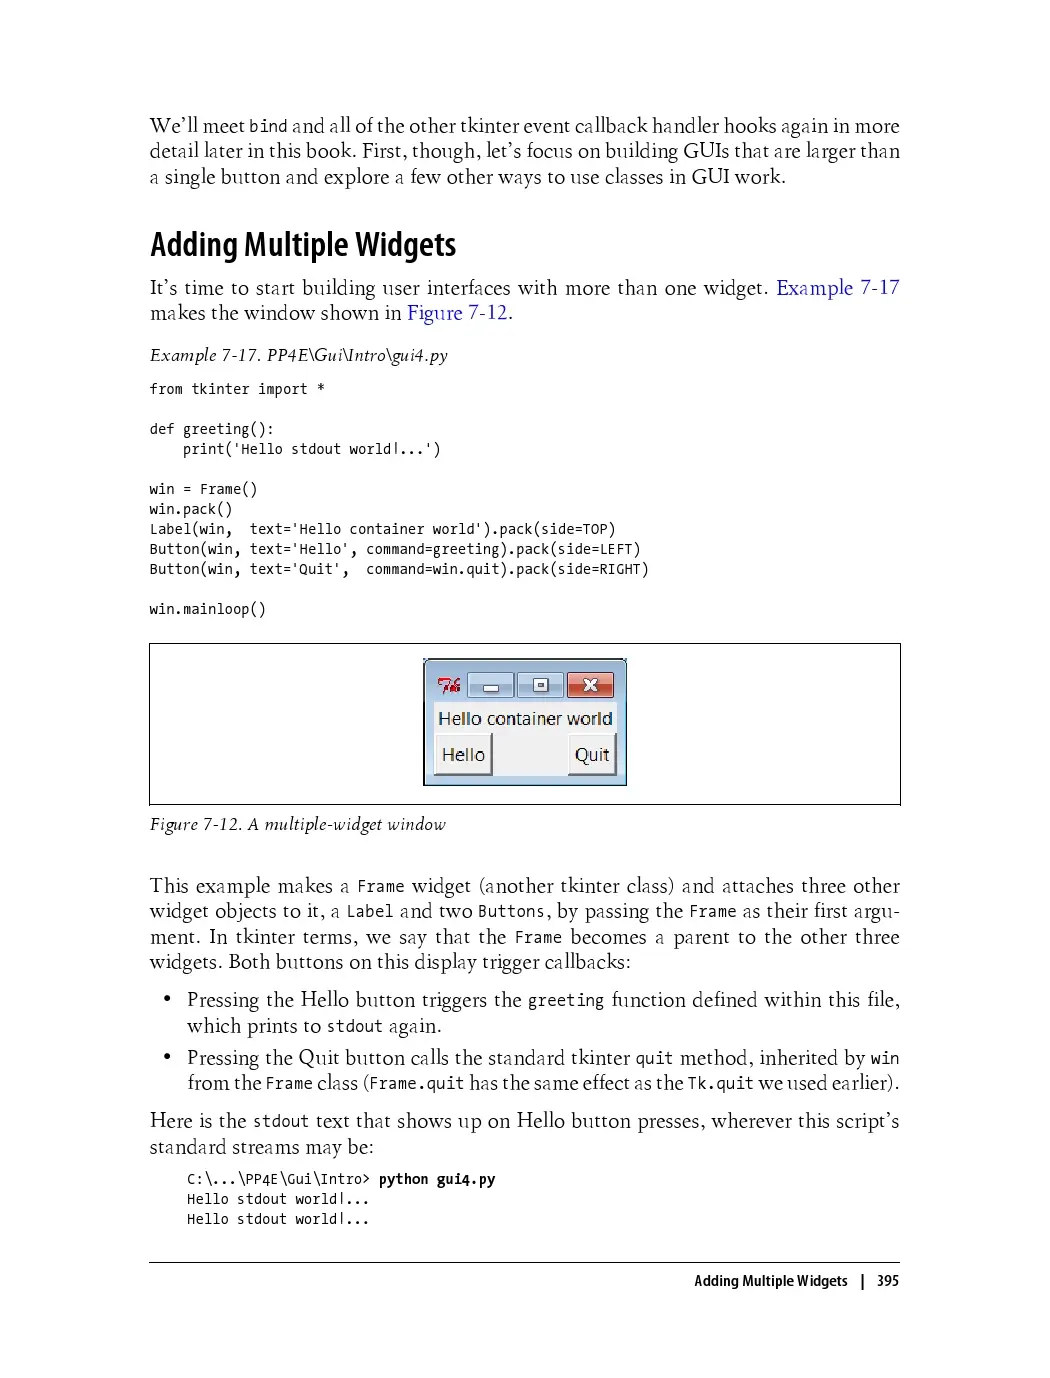 We'll meet bind and all of the other tkinter event callback handler hooks again in more
detail later in this book. First, though, let's focus on building GUIs that are larger than
a single button and explore a few other ways to use classes in GUI work.
Adding Multiple Widgets
It's time to start building user interfaces with more than one widget. Example 7-17
makes the window shown in Figure 7-12.
Example 7-17. PP4E\Gui\Intro\gui4.py
from tkinter import *
def greeting():
    print('Hello stdout world|...')
win = Frame()
win.pack()
Label(win,  text='Hello container world').pack(side=TOP)
Button(win, text='Hello', command=greeting).pack(side=LEFT)
Button(win, text='Quit',  command=win.quit).pack(side=RIGHT)
win.mainloop()
Hello container world
Hello Quit
Figure 7-12. A multiple-widget window
This example makes a Frame widget (another tkinter class) and attaches three other
widget objects to it, a Label and two Buttons, by passing the Frame as their first argu-
ment. In tkinter terms, we say that the Frame becomes a parent to the other three
widgets. Both buttons on this display trigger callbacks:
• Pressing the Hello button triggers the greeting function defined within this file,
which prints to stdout again.
• Pressing the Quit button calls the standard tkinter quit method, inherited by win
from the Frame class (Frame.quit has the same effect as the Tk.quit we used earlier).
Here is the stdout text that shows up on Hello button presses, wherever this script's
standard streams may be:
C:\...\PP4E\Gui\Intro> python gui4.py
Hello stdout world|...
Hello stdout world|...
Adding Multiple Widgets | 395